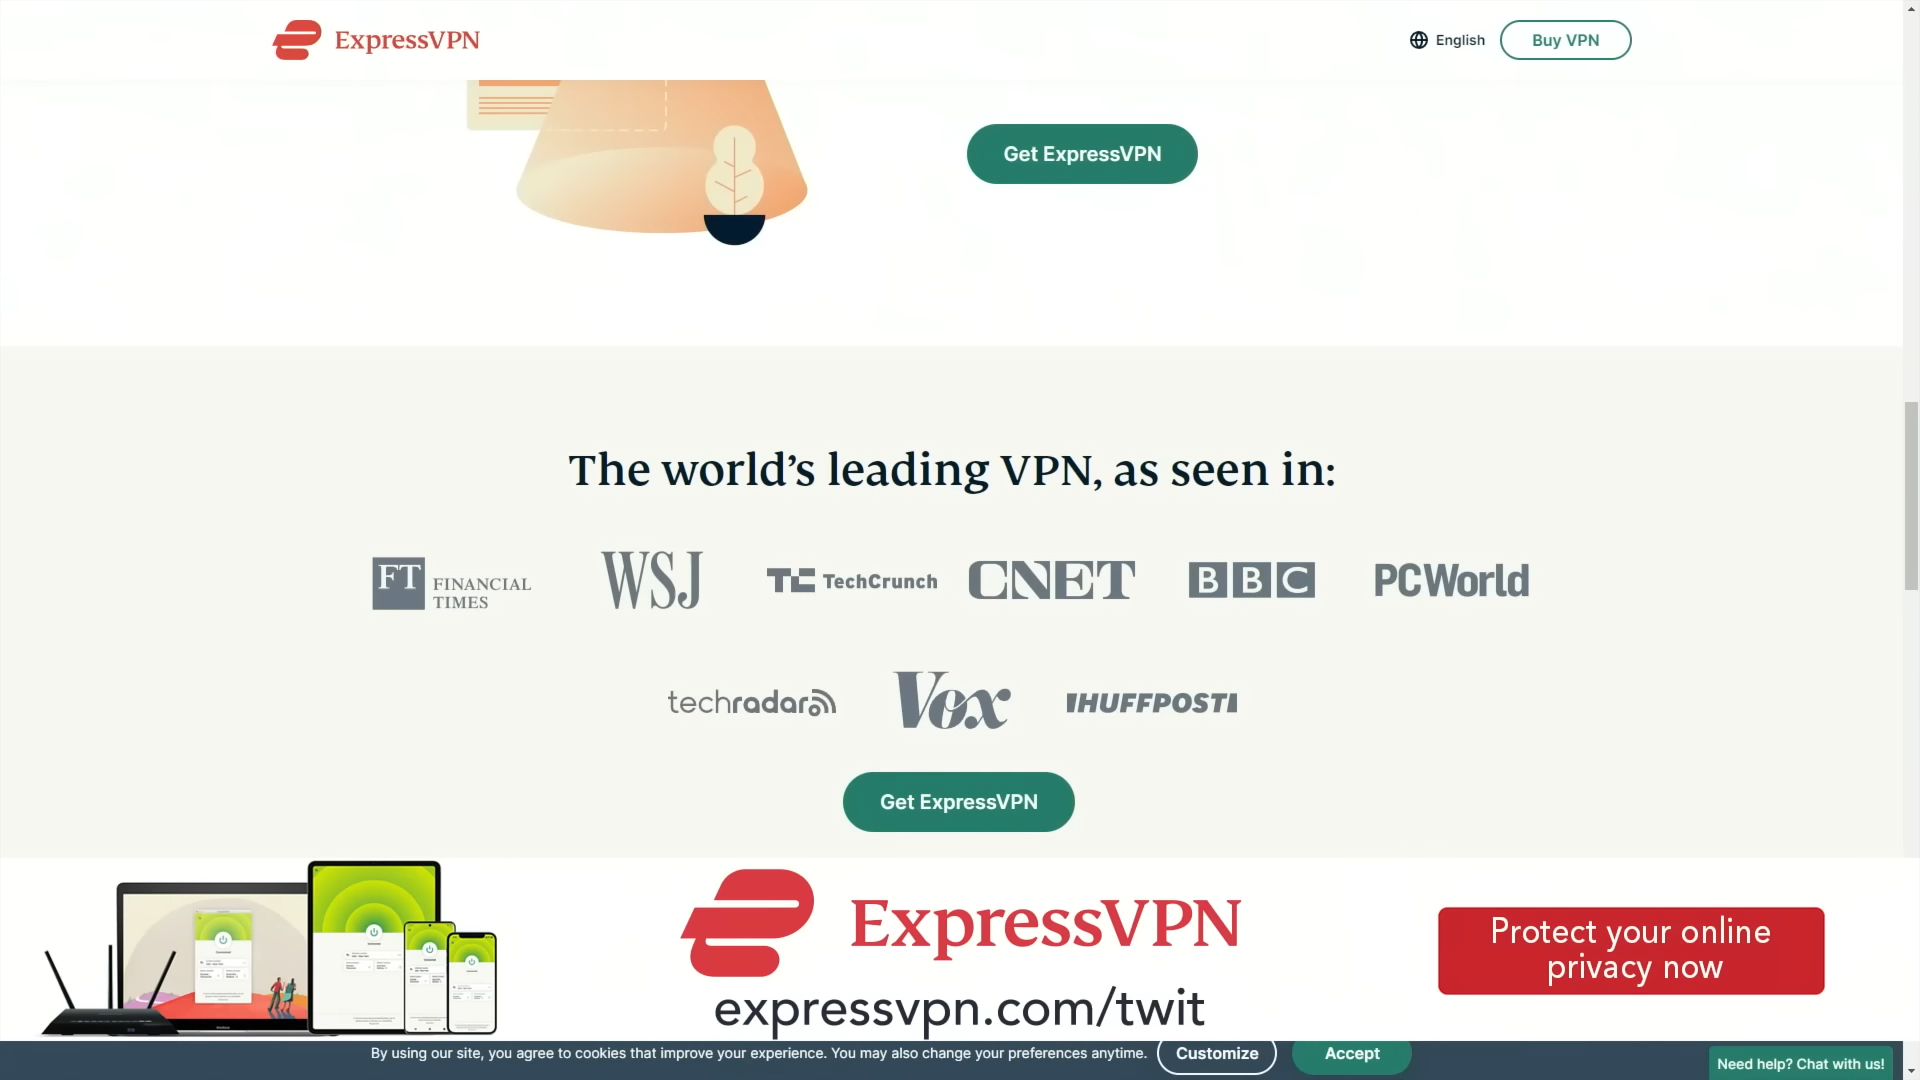 ExpressVPN
English
Buy VPN
Get ExpressVPN
The world’s leading VPN, as seen in:
FT FINANCIAL TIMES
WSJ
TC TechCrunch
CNET
BBC
PCWorld
techradar
Vox
HUFFPOST
Get ExpressVPN
ExpressVPN
expressvpn.com/twit
Protect your online
privacy now
By using our site, you agree to cookies that improve your experience. You may also change your preferences anytime.
Customize
Accept
Need help? Chat with us!